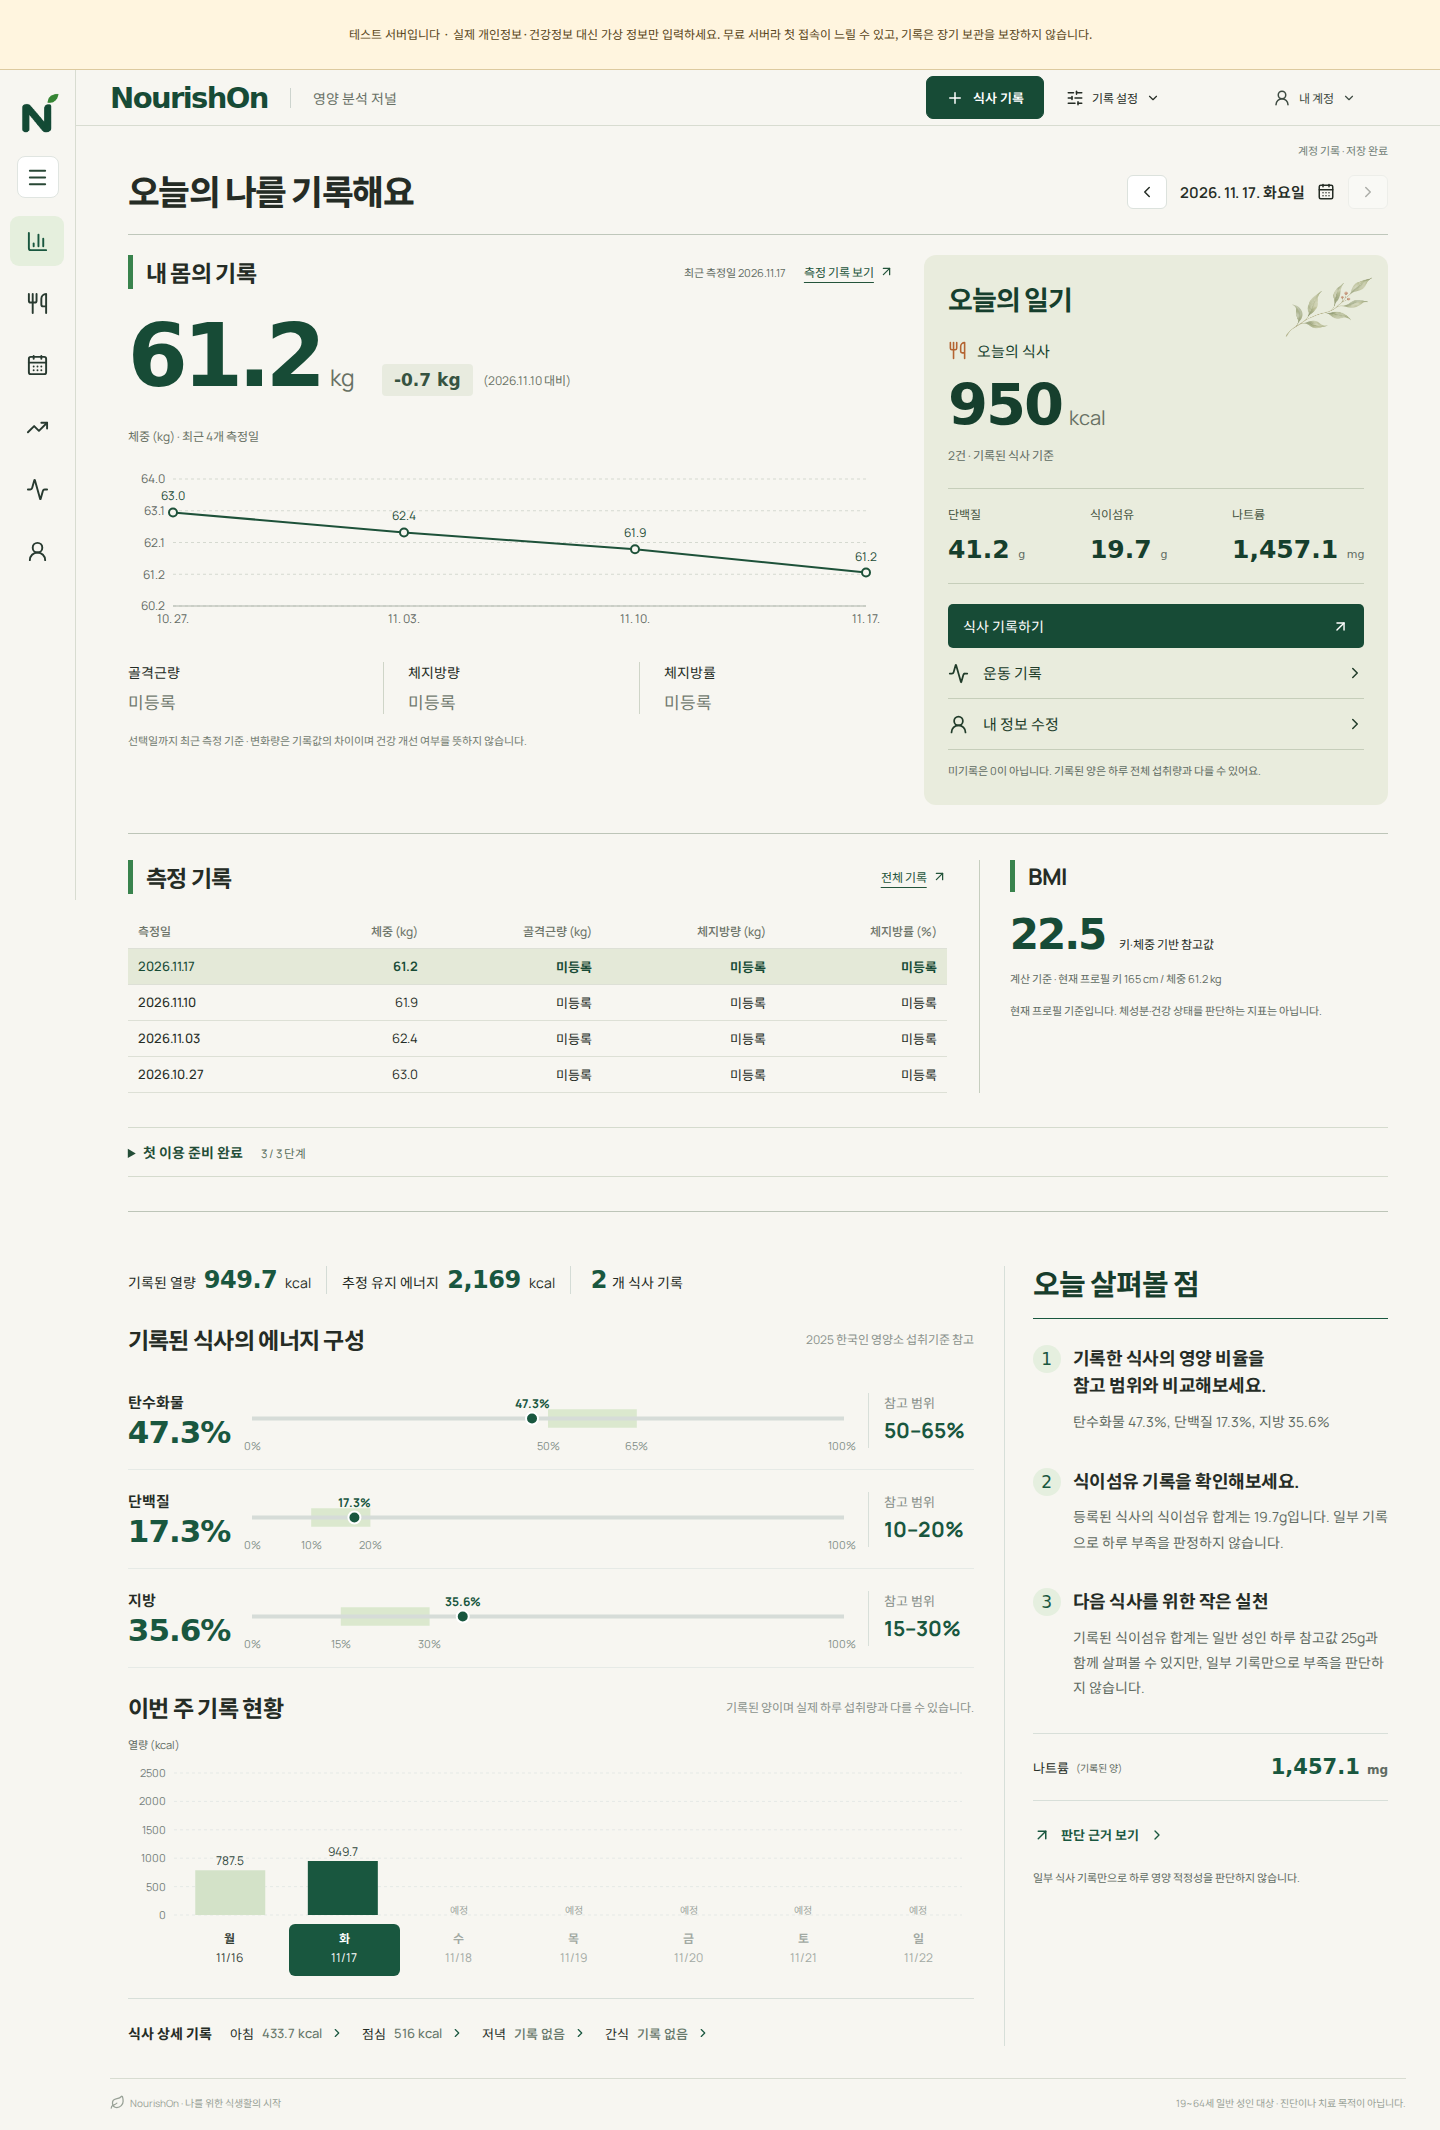 테스트 서버입니다 · 실제 개인정보·건강정보 대신 가상 정보만 입력하세요. 무료 서버라 첫 접속이 느릴 수 있고, 기록은 장기 보관을 보장하지 않습니다.
N
NourishOn
영양 분석 저널
식사 기록
기록 설정
내 계정
계정 기록 · 저장 완료
오늘의 나를 기록해요
2026. 11. 17. 화요일
내 몸의 기록
최근 측정일 2026.11.17
측정 기록 보기
61.2 kg
-0.7 kg
(2026.11.10 대비)
체중 (kg) · 최근 4개 측정일
64.0
63.1
62.1
61.2
60.2
63.0
62.4
61.9
61.2
10. 27.
11. 03.
11. 10.
11. 17.
골격근량
미등록
체지방량
미등록
체지방률
미등록
선택일까지 최근 측정 기준 · 변화량은 기록값의 차이이며 건강 개선 여부를 뜻하지 않습니다.
오늘의 일기
오늘의 식사
950 kcal
2건 · 기록된 식사 기준
단백질
41.2 g
식이섬유
19.7 g
나트륨
1,457.1 mg
식사 기록하기
운동 기록
내 정보 수정
미기록은 0이 아닙니다. 기록된 양은 하루 전체 섭취량과 다를 수 있어요.
측정 기록
전체 기록
측정일 체중 (kg) 골격근량 (kg) 체지방량 (kg) 체지방률 (%)
2026.11.17 61.2 미등록 미등록 미등록
2026.11.10 61.9 미등록 미등록 미등록
2026.11.03 62.4 미등록 미등록 미등록
2026.10.27 63.0 미등록 미등록 미등록
BMI
22.5 키·체중 기반 참고값
계산 기준 · 현재 프로필 키 165 cm / 체중 61.2 kg
현재 프로필 기준입니다. 체성분·건강 상태를 판단하는 지표는 아닙니다.
첫 이용 준비 완료 3 / 3 단계
기록된 열량 949.7 kcal
추정 유지 에너지 2,169 kcal
2 개 식사 기록
기록된 식사의 에너지 구성
2025 한국인 영양소 섭취기준 참고
탄수화물
47.3%
47.3%
0% 50% 65% 100%
참고 범위
50–65%
단백질
17.3%
17.3%
0% 10% 20% 100%
참고 범위
10–20%
지방
35.6%
35.6%
0% 15% 30% 100%
참고 범위
15–30%
이번 주 기록 현황
기록된 양이며 실제 하루 섭취량과 다를 수 있습니다.
열량 (kcal)
2500
2000
1500
1000
500
0
787.5
949.7
예정 예정 예정 예정 예정
월 화 수 목 금 토 일
11/16 11/17 11/18 11/19 11/20 11/21 11/22
식사 상세 기록
아침 433.7 kcal
점심 516 kcal
저녁 기록 없음
간식 기록 없음
오늘 살펴볼 점
1
기록한 식사의 영양 비율을
참고 범위와 비교해보세요.
탄수화물 47.3%, 단백질 17.3%, 지방 35.6%
2
식이섬유 기록을 확인해보세요.
등록된 식사의 식이섬유 합계는 19.7g입니다. 일부 기록
으로 하루 부족을 판정하지 않습니다.
3
다음 식사를 위한 작은 실천
기록된 식이섬유 합계는 일반 성인 하루 참고값 25g과
함께 살펴볼 수 있지만, 일부 기록만으로 부족을 판단하
지 않습니다.
나트륨 (기록된 양)
1,457.1 mg
판단 근거 보기
일부 식사 기록만으로 하루 영양 적정성을 판단하지 않습니다.
NourishOn · 나를 위한 식생활의 시작
19~64세 일반 성인 대상 · 진단이나 치료 목적이 아닙니다.